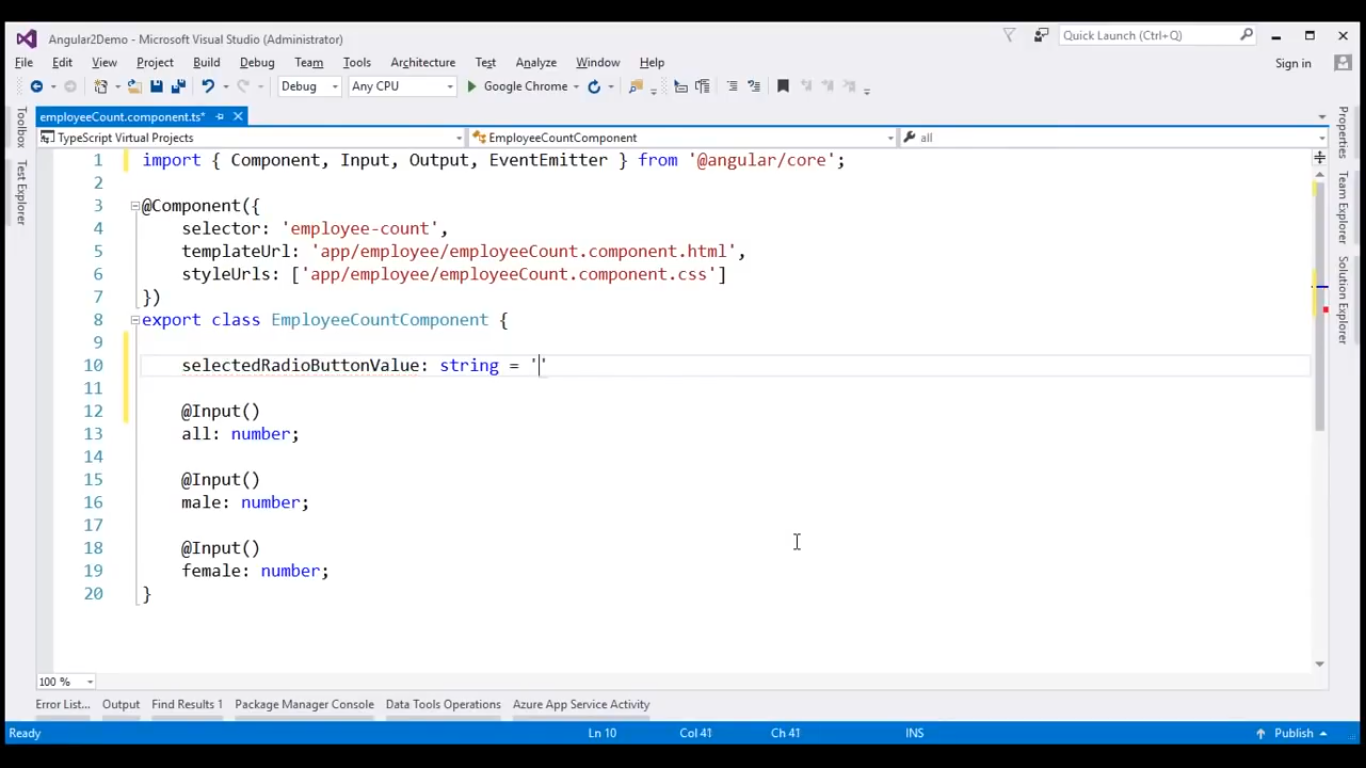 Angular2Demo - Microsoft Visual Studio (Administrator)
Quick Launch (Ctrl+Q)
File Edit View Project Build Debug Team Tools Architecture Test Analyze Window Help
Sign in
Debug Any CPU Google Chrome
employeeCount.component.ts*
TypeScript Virtual Projects EmployeeCountComponent all
Toolbox
Test Explorer
Properties
Team Explorer
Solution Explorer
1 import { Component, Input, Output, EventEmitter } from '@angular/core';
2
3 @Component({
4 selector: 'employee-count',
5 templateUrl: 'app/employee/employeeCount.component.html',
6 styleUrls: ['app/employee/employeeCount.component.css']
7 })
8 export class EmployeeCountComponent {
9
10 selectedRadioButtonValue: string = ''
11
12 @Input()
13 all: number;
14
15 @Input()
16 male: number;
17
18 @Input()
19 female: number;
20 }
100 %
Error List... Output Find Results 1 Package Manager Console Data Tools Operations Azure App Service Activity
Ready Ln 10 Col 41 Ch 41 INS Publish